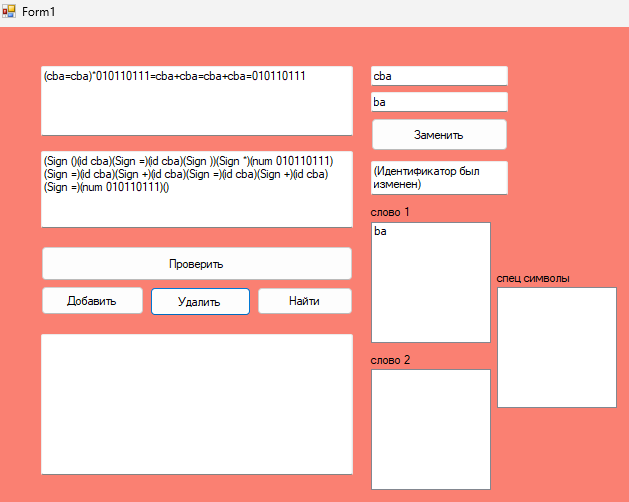 Form1
(cba=cba)*010110111=cba+cba=cba+cba=010110111
(Sign ()(id cba)(Sign =)(id cba)(Sign ))(Sign *)(num 010110111)
(Sign =)(id cba)(Sign +)(id cba)(Sign =)(id cba)(Sign +)(id cba)
(Sign =)(num 010110111)()
Проверить
Добавить
Удалить
Найти
cba
ba
Заменить
(Идентификатор был
изменен)
слово 1
ba
спец символы
слово 2